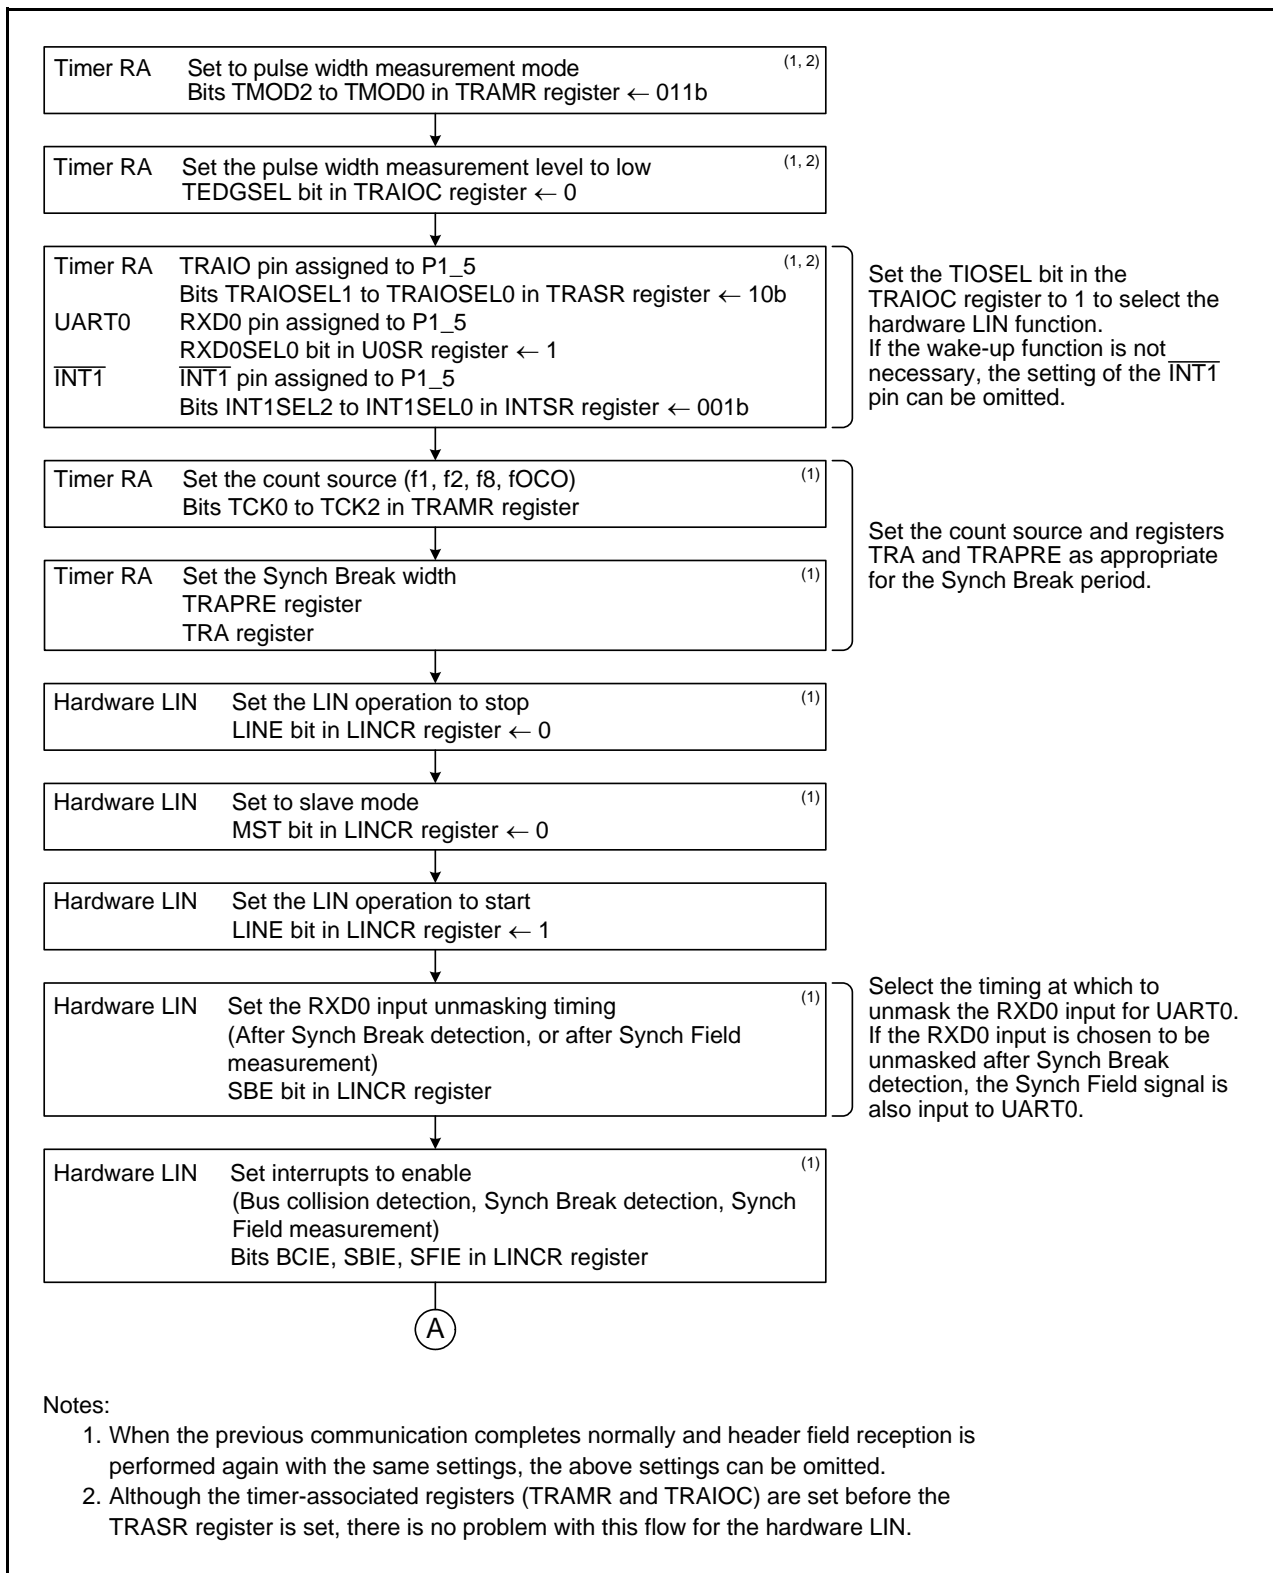 Timer RA Set to pulse width measurement mode (1, 2)
Bits TMOD2 to TMOD0 in TRAMR register ← 011b
Timer RA Set the pulse width measurement level to low (1, 2)
TEDGSEL bit in TRAIOC register ← 0
Timer RA TRAIO pin assigned to P1_5 (1, 2)
Bits TRAIOSEL1 to TRAIOSEL0 in TRASR register ← 10b
UART0 RXD0 pin assigned to P1_5
RXD0SEL0 bit in U0SR register ← 1
INT1 INT1 pin assigned to P1_5
Bits INT1SEL2 to INT1SEL0 in INTSR register ← 001b
Set the TIOSEL bit in the
TRAIOC register to 1 to select the
hardware LIN function.
If the wake-up function is not
necessary, the setting of the INT1
pin can be omitted.
Timer RA Set the count source (f1, f2, f8, fOCO) (1)
Bits TCK0 to TCK2 in TRAMR register
Timer RA Set the Synch Break width (1)
TRAPRE register
TRA register
Set the count source and registers
TRA and TRAPRE as appropriate
for the Synch Break period.
Hardware LIN Set the LIN operation to stop (1)
LINE bit in LINCR register ← 0
Hardware LIN Set to slave mode (1)
MST bit in LINCR register ← 0
Hardware LIN Set the LIN operation to start
LINE bit in LINCR register ← 1
Hardware LIN Set the RXD0 input unmasking timing (1)
(After Synch Break detection, or after Synch Field
measurement)
SBE bit in LINCR register
Select the timing at which to
unmask the RXD0 input for UART0.
If the RXD0 input is chosen to be
unmasked after Synch Break
detection, the Synch Field signal is
also input to UART0.
Hardware LIN Set interrupts to enable (1)
(Bus collision detection, Synch Break detection, Synch
Field measurement)
Bits BCIE, SBIE, SFIE in LINCR register
A
Notes:
1. When the previous communication completes normally and header field reception is
performed again with the same settings, the above settings can be omitted.
2. Although the timer-associated registers (TRAMR and TRAIOC) are set before the
TRASR register is set, there is no problem with this flow for the hardware LIN.